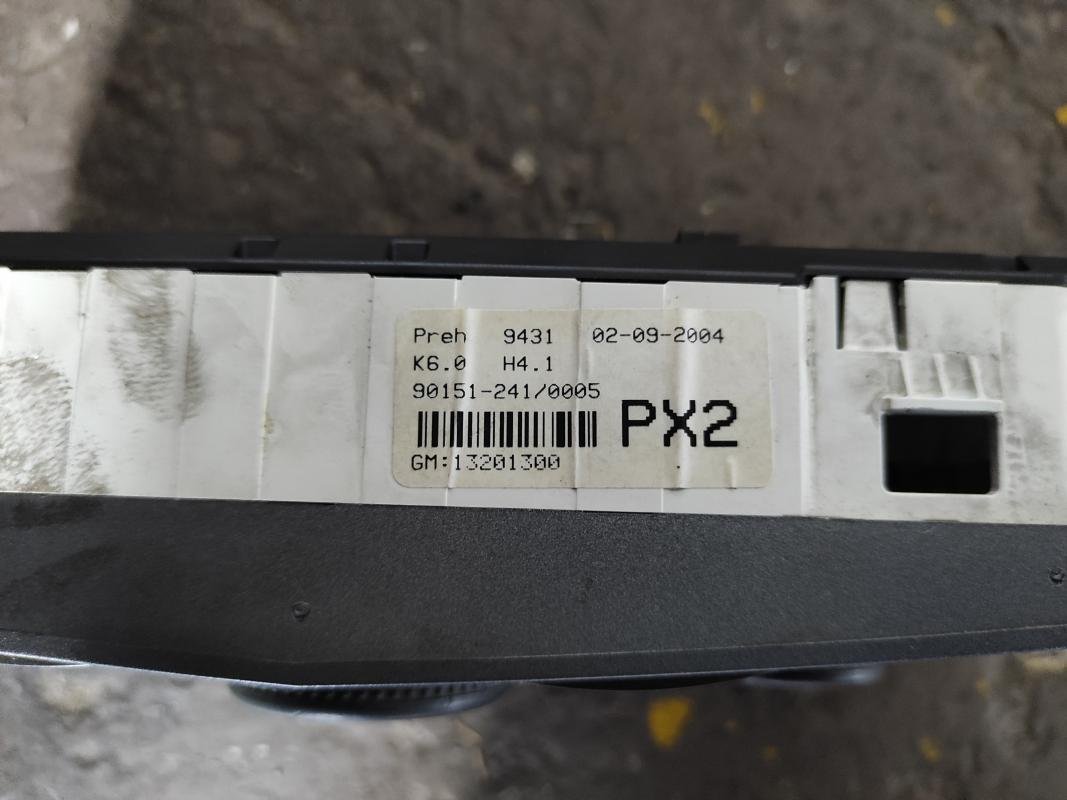 Preh 9431 02-09-2004
K6.0 H4.1
90151-241/0005
PX2
GM:13201300